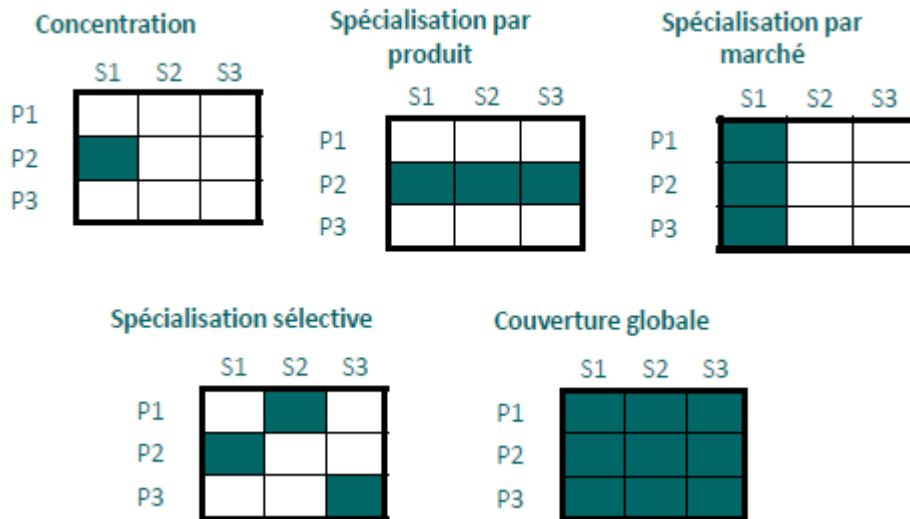 Concentration
S1 S2 S3
P1
P2
P3
Spécialisation par
produit
S1 S2 S3
P1
P2
P3
Spécialisation par
marché
S1 S2 S3
P1
P2
P3
Spécialisation sélective
S1 S2 S3
P1
P2
P3
Couverture globale
S1 S2 S3
P1
P2
P3